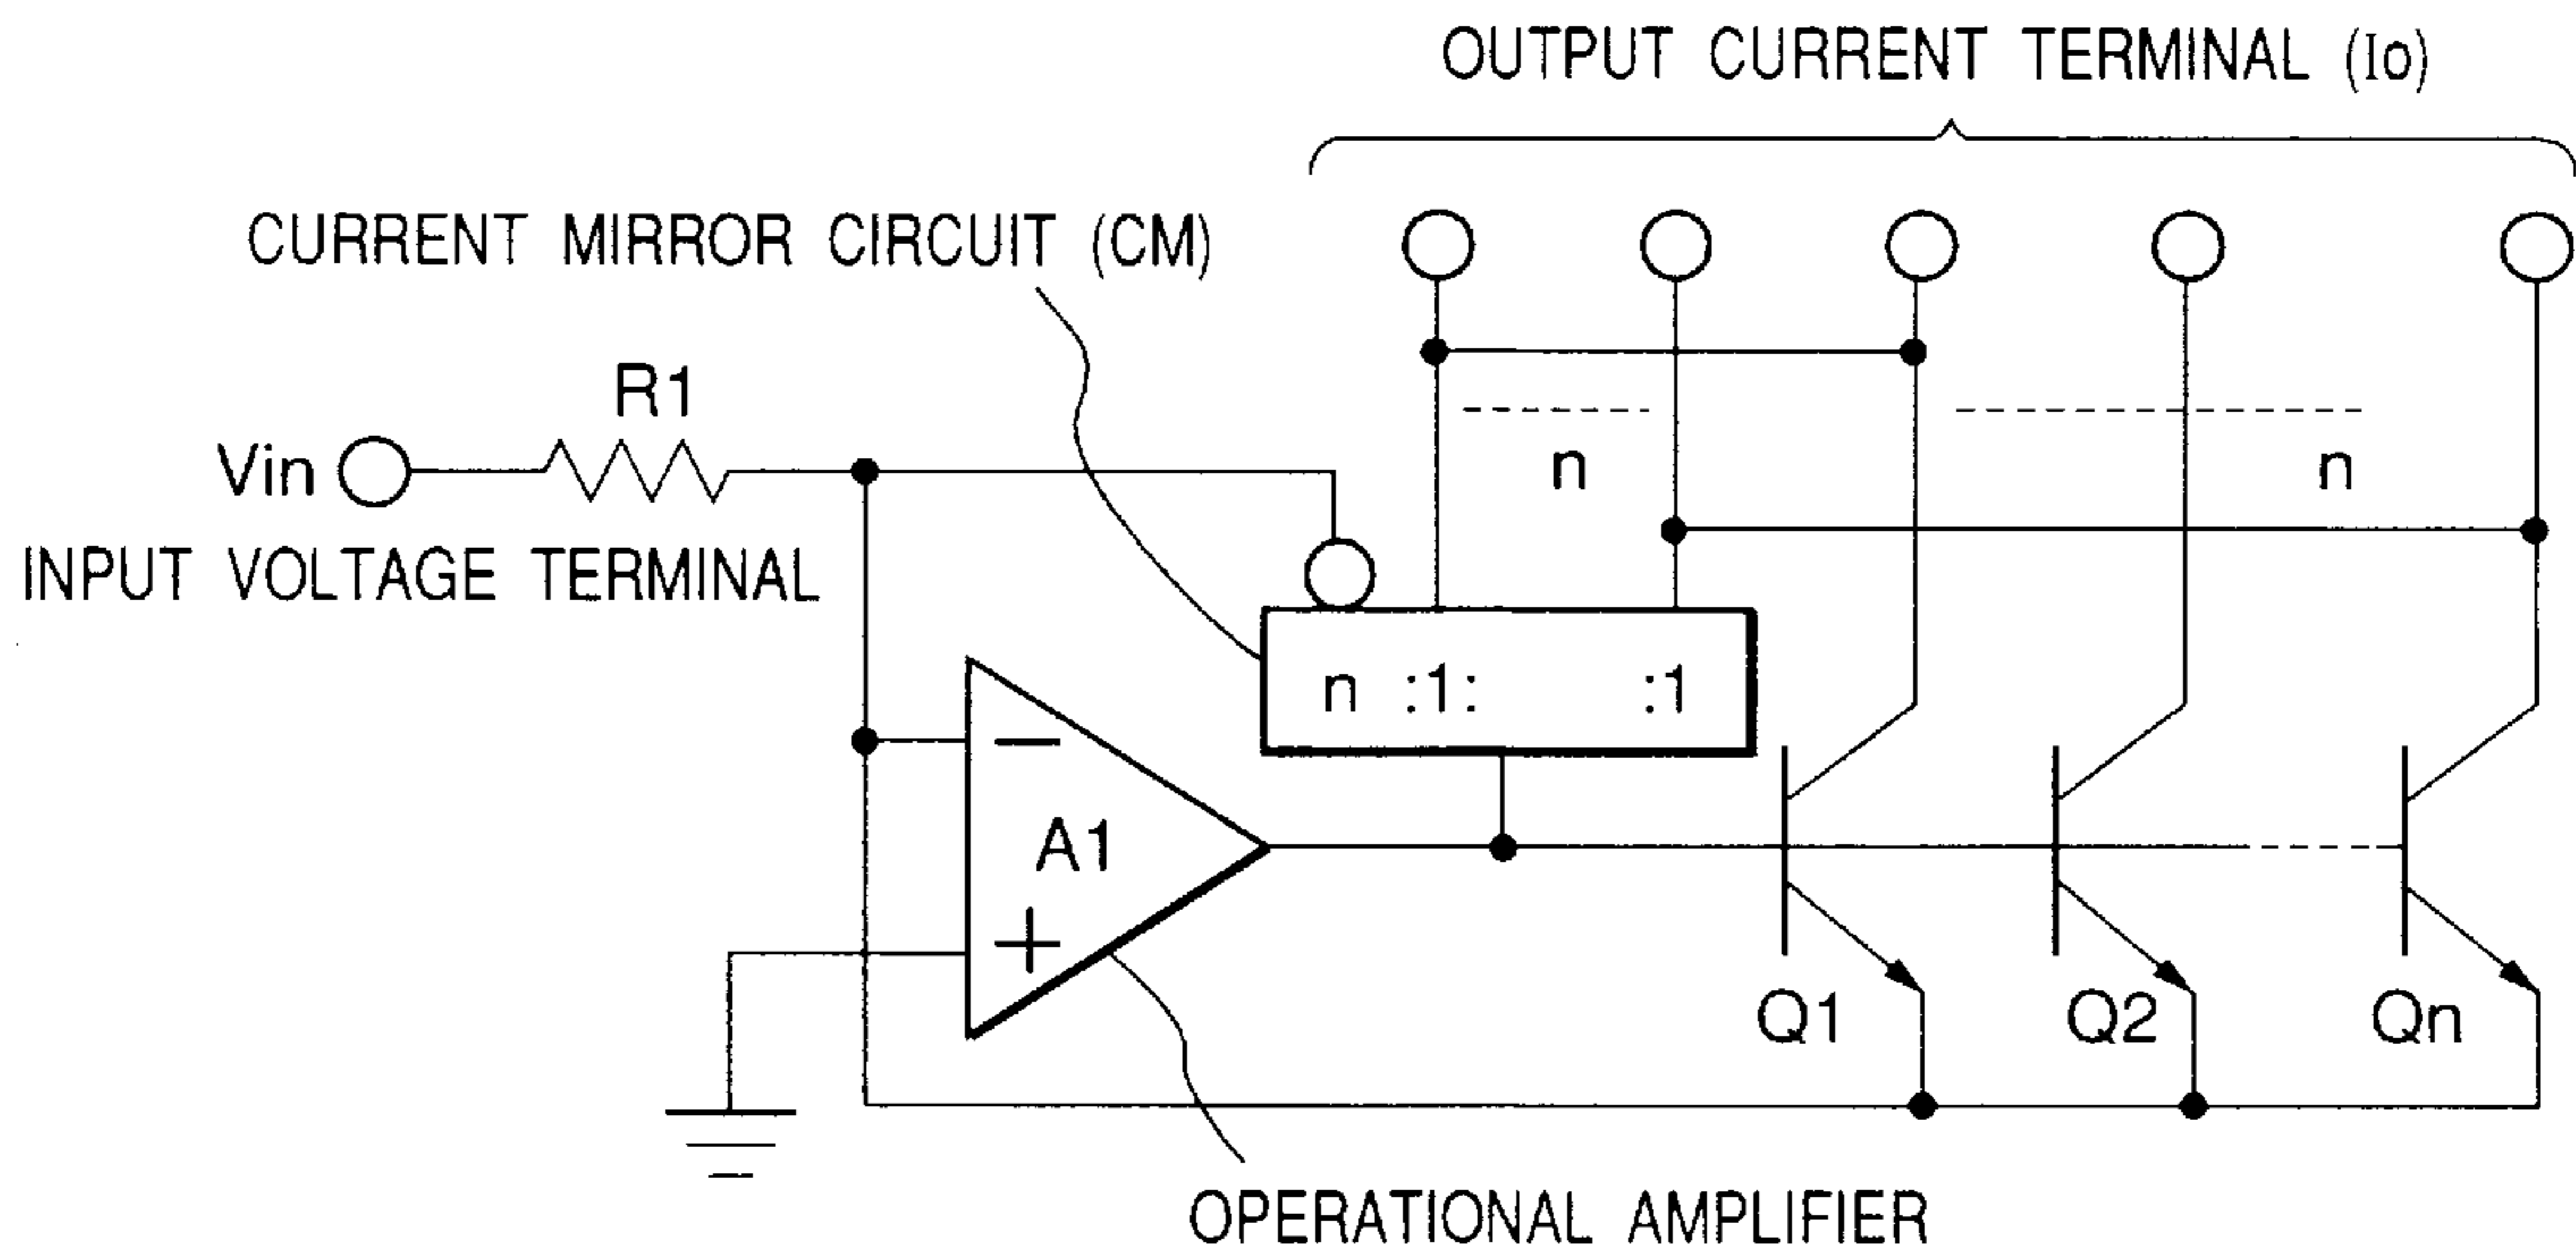 OUTPUT CURRENT TERMINAL (Io)
CURRENT MIRROR CIRCUIT (CM)
R1
Vin
n
n
INPUT VOLTAGE TERMINAL
n :1: :1
−
A1
+
Q1
Q2
Qn
OPERATIONAL AMPLIFIER